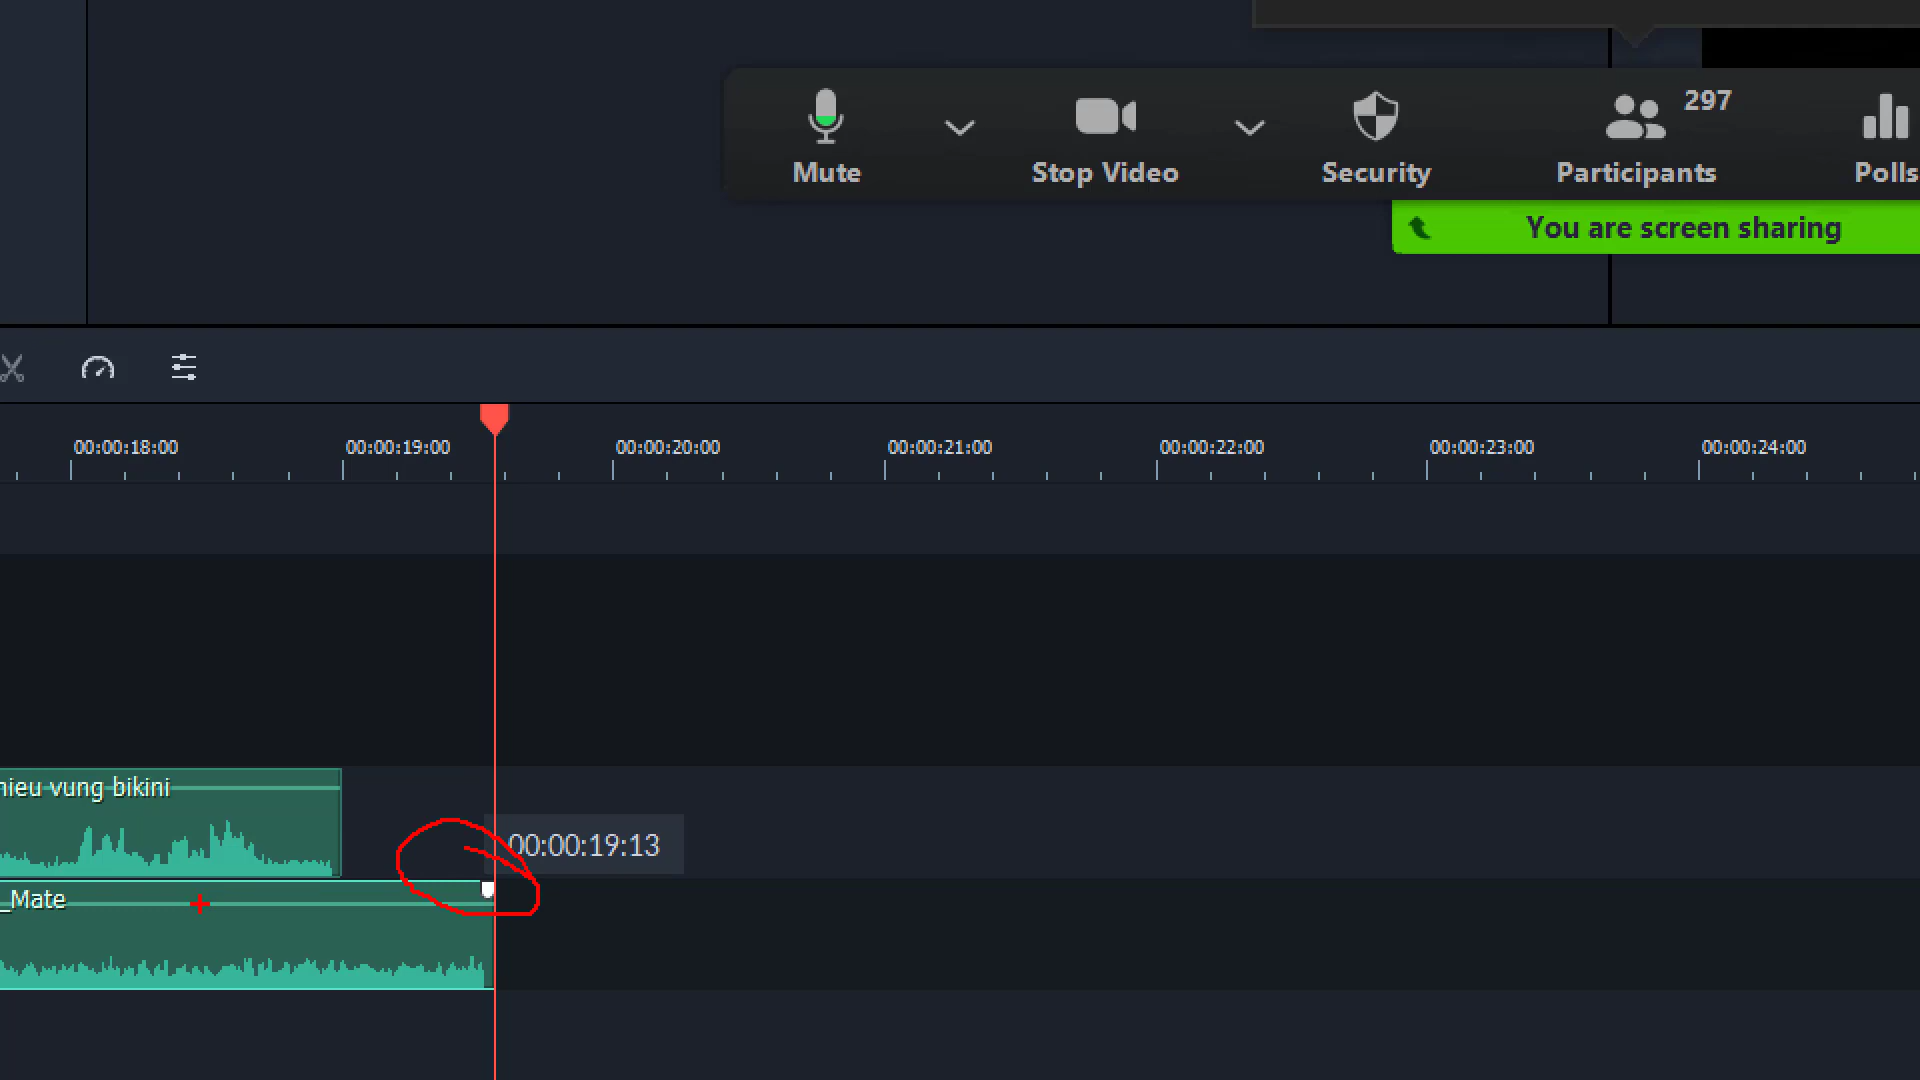 297
Mute
Stop Video
Security
Participants
Polls
You are screen sharing
00:00:18:00
00:00:19:00
00:00:20:00
00:00:21:00
00:00:22:00
00:00:23:00
00:00:24:00
hieu vung bikini
00:00:19:13
_Mate